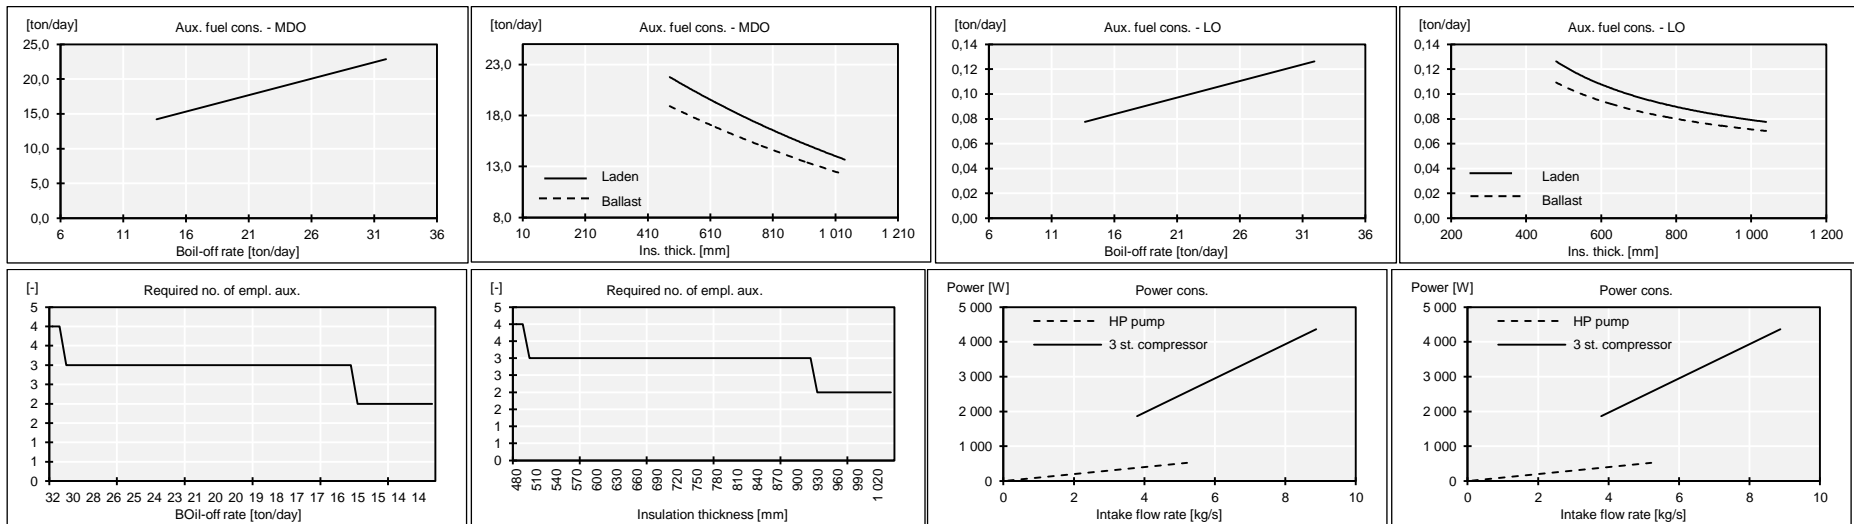 [ton/day]
Aux. fuel cons. - MDO
25,0
20,0
15,0
10,0
5,0
0,0
6 11 16 21 26 31 36
Boil-off rate [ton/day]
[ton/day]
Aux. fuel cons. - MDO
23,0
18,0
13,0
8,0
Laden
Ballast
10 210 410 610 810 1 010 1 210
Ins. thick. [mm]
[ton/day]
Aux. fuel cons. - LO
0,14
0,12
0,10
0,08
0,06
0,04
0,02
0,00
6 11 16 21 26 31 36
Boil-off rate [ton/day]
[ton/day]
Aux. fuel cons. - LO
0,14
0,12
0,10
0,08
0,06
0,04
0,02
0,00
Laden
Ballast
200 400 600 800 1 000 1 200
Ins. thick. [mm]
[-]
Required no. of empl. aux.
5
4
4
3
3
2
2
1
1
0
32 30 28 26 25 24 23 21 20 20 19 18 17 17 16 15 15 14 14
BOil-off rate [ton/day]
[-]
Required no. of empl. aux.
5
4
4
3
3
2
2
1
1
0
480 510 540 570 600 630 660 690 720 750 780 810 840 870 900 930 960 990 1 020
Insulation thickness [mm]
Power [W]
Power cons.
5 000
4 000
3 000
2 000
1 000
0
HP pump
3 st. compressor
0 2 4 6 8 10
Intake flow rate [kg/s]
Power [W]
Power cons.
5 000
4 000
3 000
2 000
1 000
0
HP pump
3 st. compressor
0 2 4 6 8 10
Intake flow rate [kg/s]